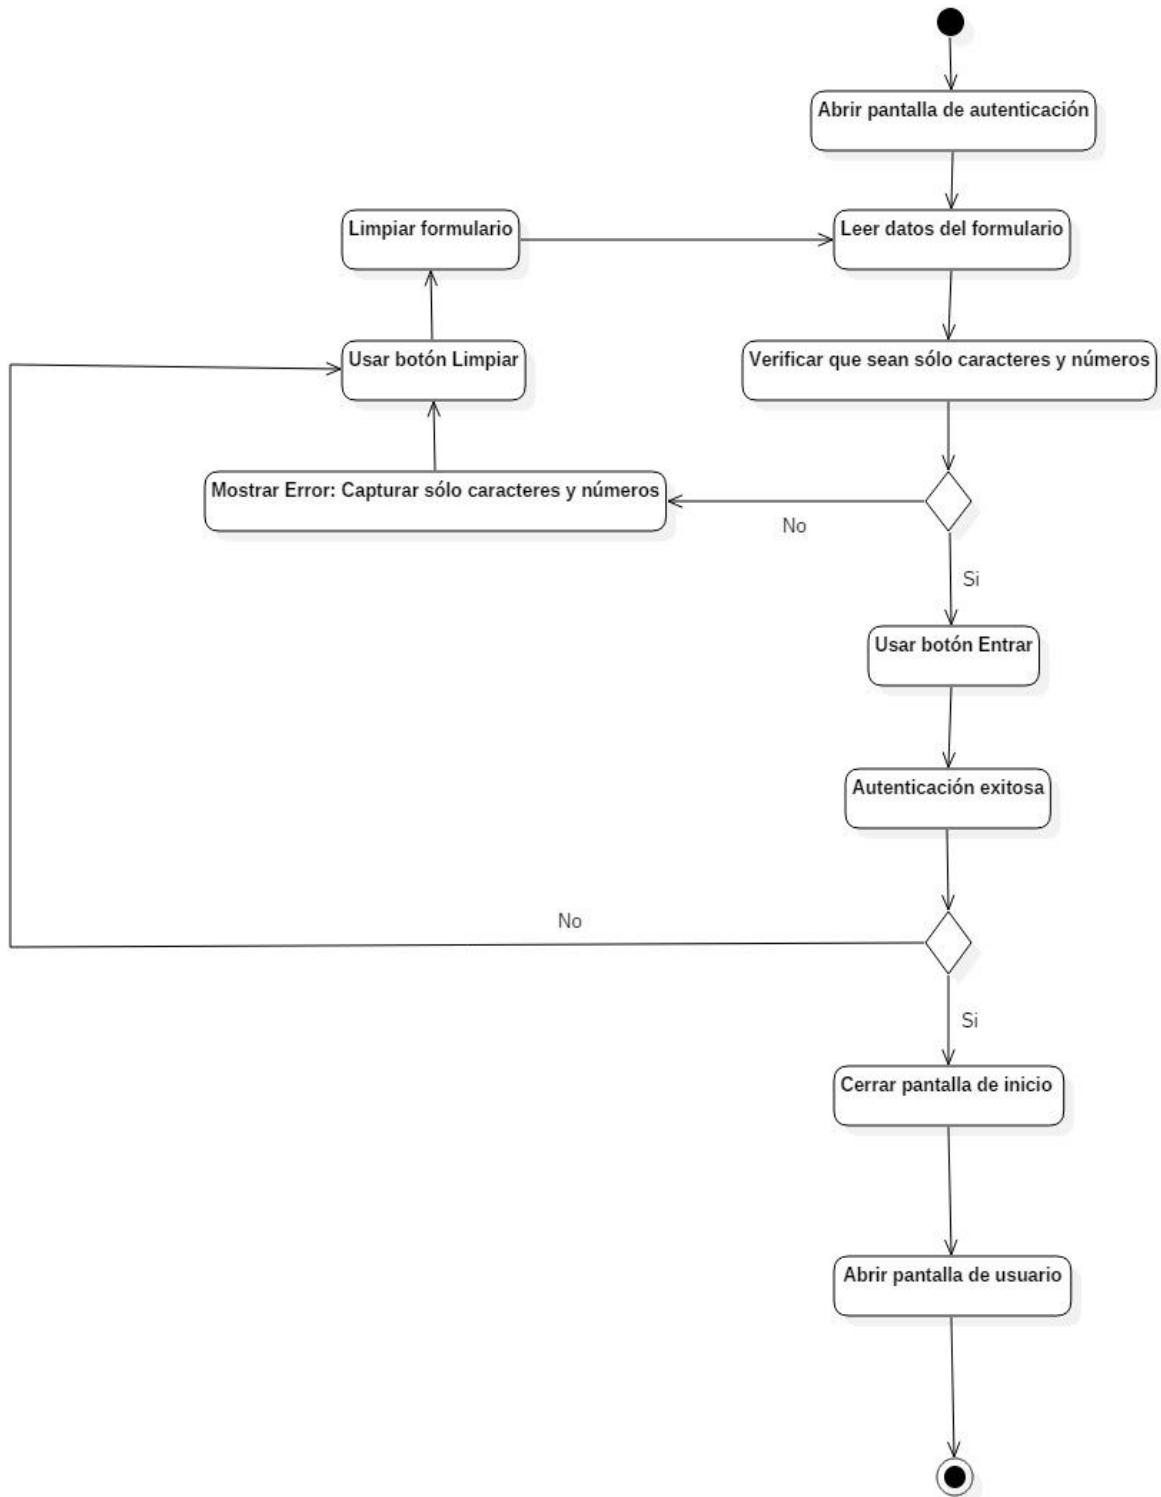 Abrir pantalla de autenticación
Limpiar formulario
Leer datos del formulario
Usar botón Limpiar
Verificar que sean sólo caracteres y números
Mostrar Error: Capturar sólo caracteres y números
No
Si
Usar botón Entrar
Autenticación exitosa
No
Si
Cerrar pantalla de inicio
Abrir pantalla de usuario